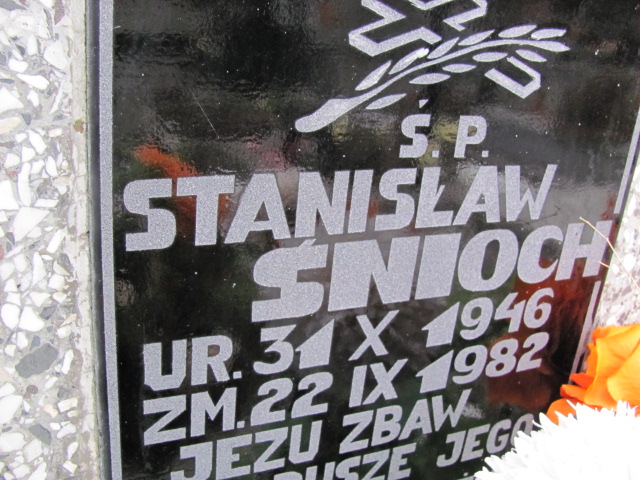 Ś.P.
STANISŁAW
ŚNIOCH
UR. 31 X 1946
ZM. 22 IX 1982
JEZU ZBAW
DUSZE JEGO